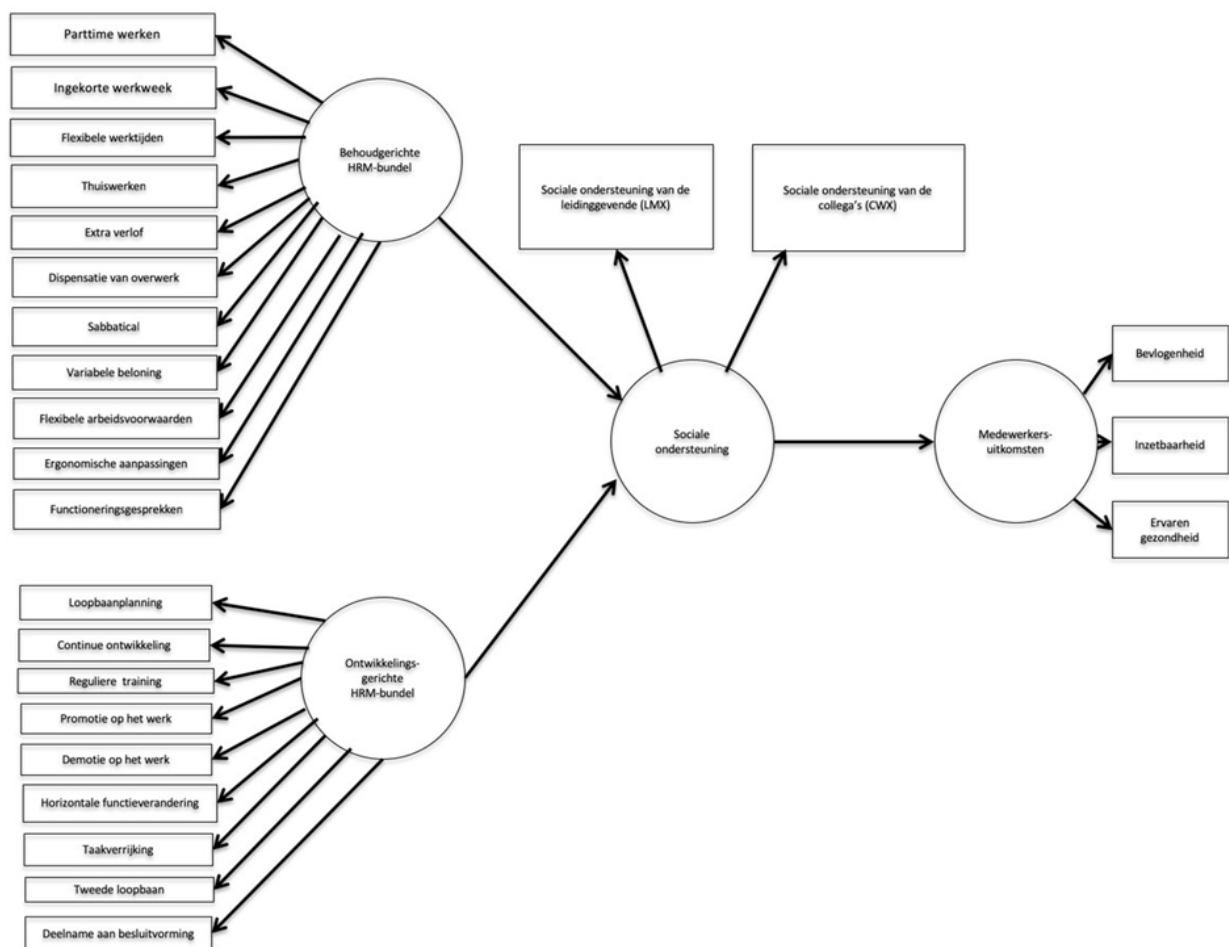 Parttime werken
Ingekorte werkweek
Flexibele werktijden
Thuiswerken
Extra verlof
Dispensatie van overwerk
Sabbatical
Variabele beloning
Flexibele arbeidsvoorwaarden
Ergonomische aanpassingen
Functioneringsgesprekken
Behoudgerichte
HRM-bundel
Sociale ondersteuning van de
leidinggevende (LMX)
Sociale ondersteuning van de
collega's (CWX)
Sociale
ondersteuning
Medewerkers-
uitkomsten
Bevlogenheid
Inzetbaarheid
Ervaren
gezondheid
Loopbaanplanning
Continue ontwikkeling
Reguliere training
Promotie op het werk
Demotie op het werk
Horizontale functieverandering
Taakverrijking
Tweede loopbaan
Deelname aan besluitvorming
Ontwikkelings-
gerichte
HRM-bundel